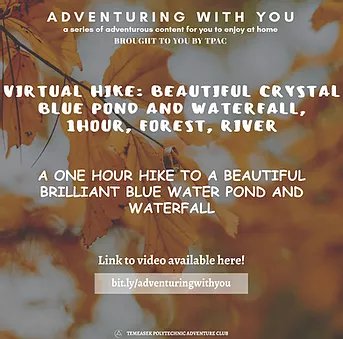 ADVENTURING WITH YOU
a series of adventurous content for you to enjoy at home
BROUGHT TO YOU BY TPAC
VIRTUAL HIKE: BEAUTIFUL CRYSTAL
BLUE POND AND WATERFALL,
1HOUR, FOREST, RIVER
A ONE HOUR HIKE TO A BEAUTIFUL
BRILLIANT BLUE WATER POND AND
WATERFALL
Link to video available here!
bit.ly/adventuringwithyou
TEMEASEK POLYTECHNIC ADVENTURE CLUB